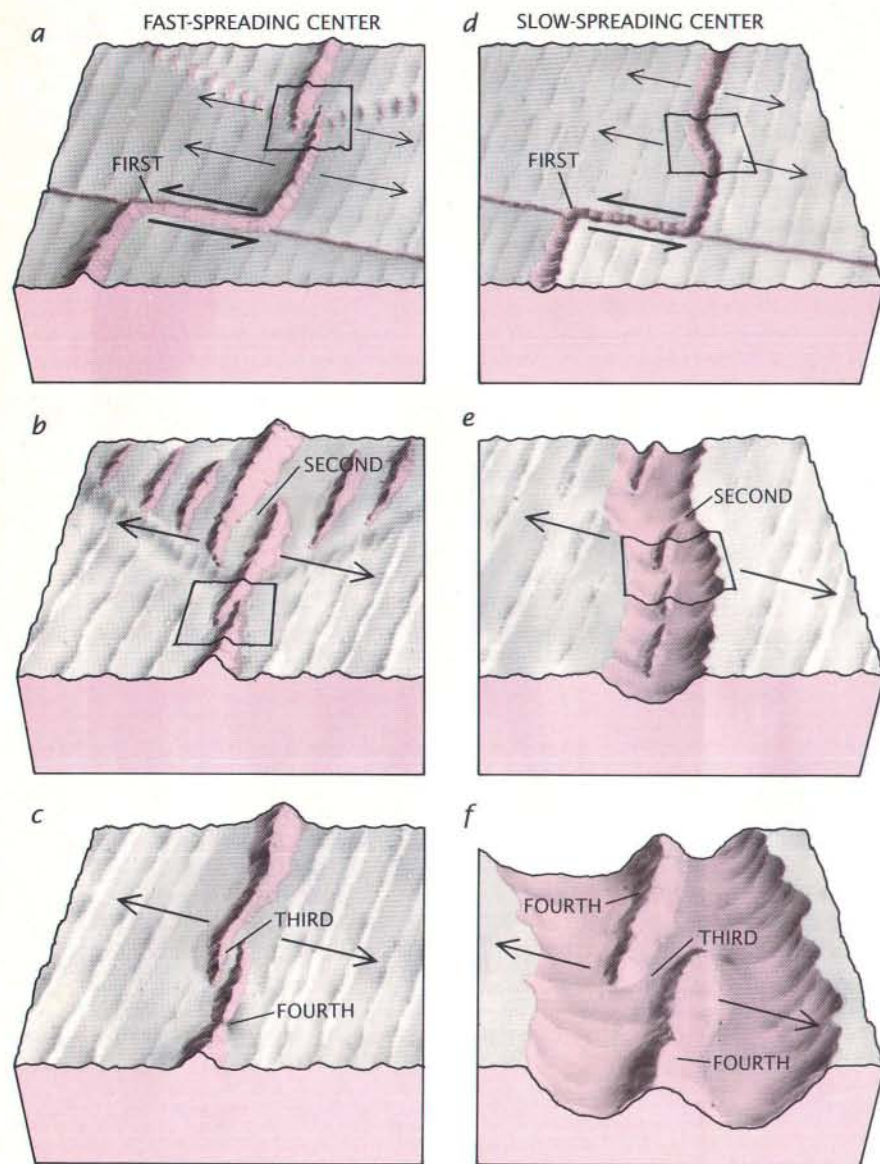 FAST-SPREADING CENTER
SLOW-SPREADING CENTER
a
FIRST
d
FIRST
b
SECOND
e
SECOND
c
THIRD
FOURTH
f
FOURTH
THIRD
FOURTH